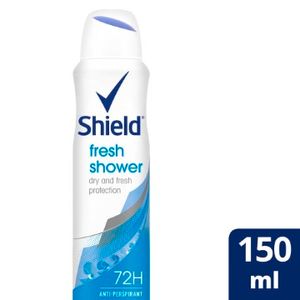 Shield
fresh
shower
dry and fresh
protection
72H
ANTI-PERSPIRANT
150
ml